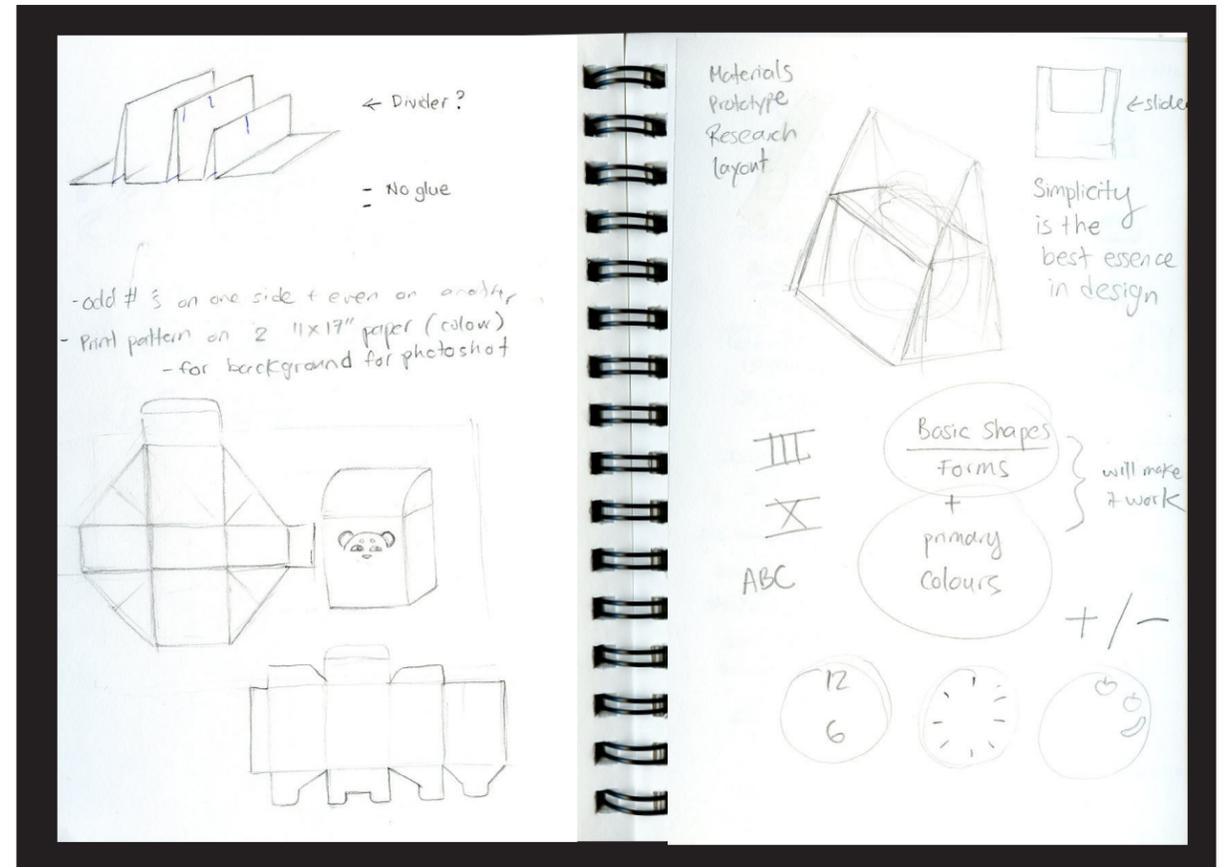 ← Divider?
- No glue
-
- odd #'s on one side + even on another
- Print pattern on 2 11x17" paper (colour)
- for background for photoshot
Materials
Prototype
Research
layout
← slide
Simplicity
is the
best essence
in design
III
X
ABC
Basic Shapes
Forms
+
primary
colours
will make
it work
+/-
12
6